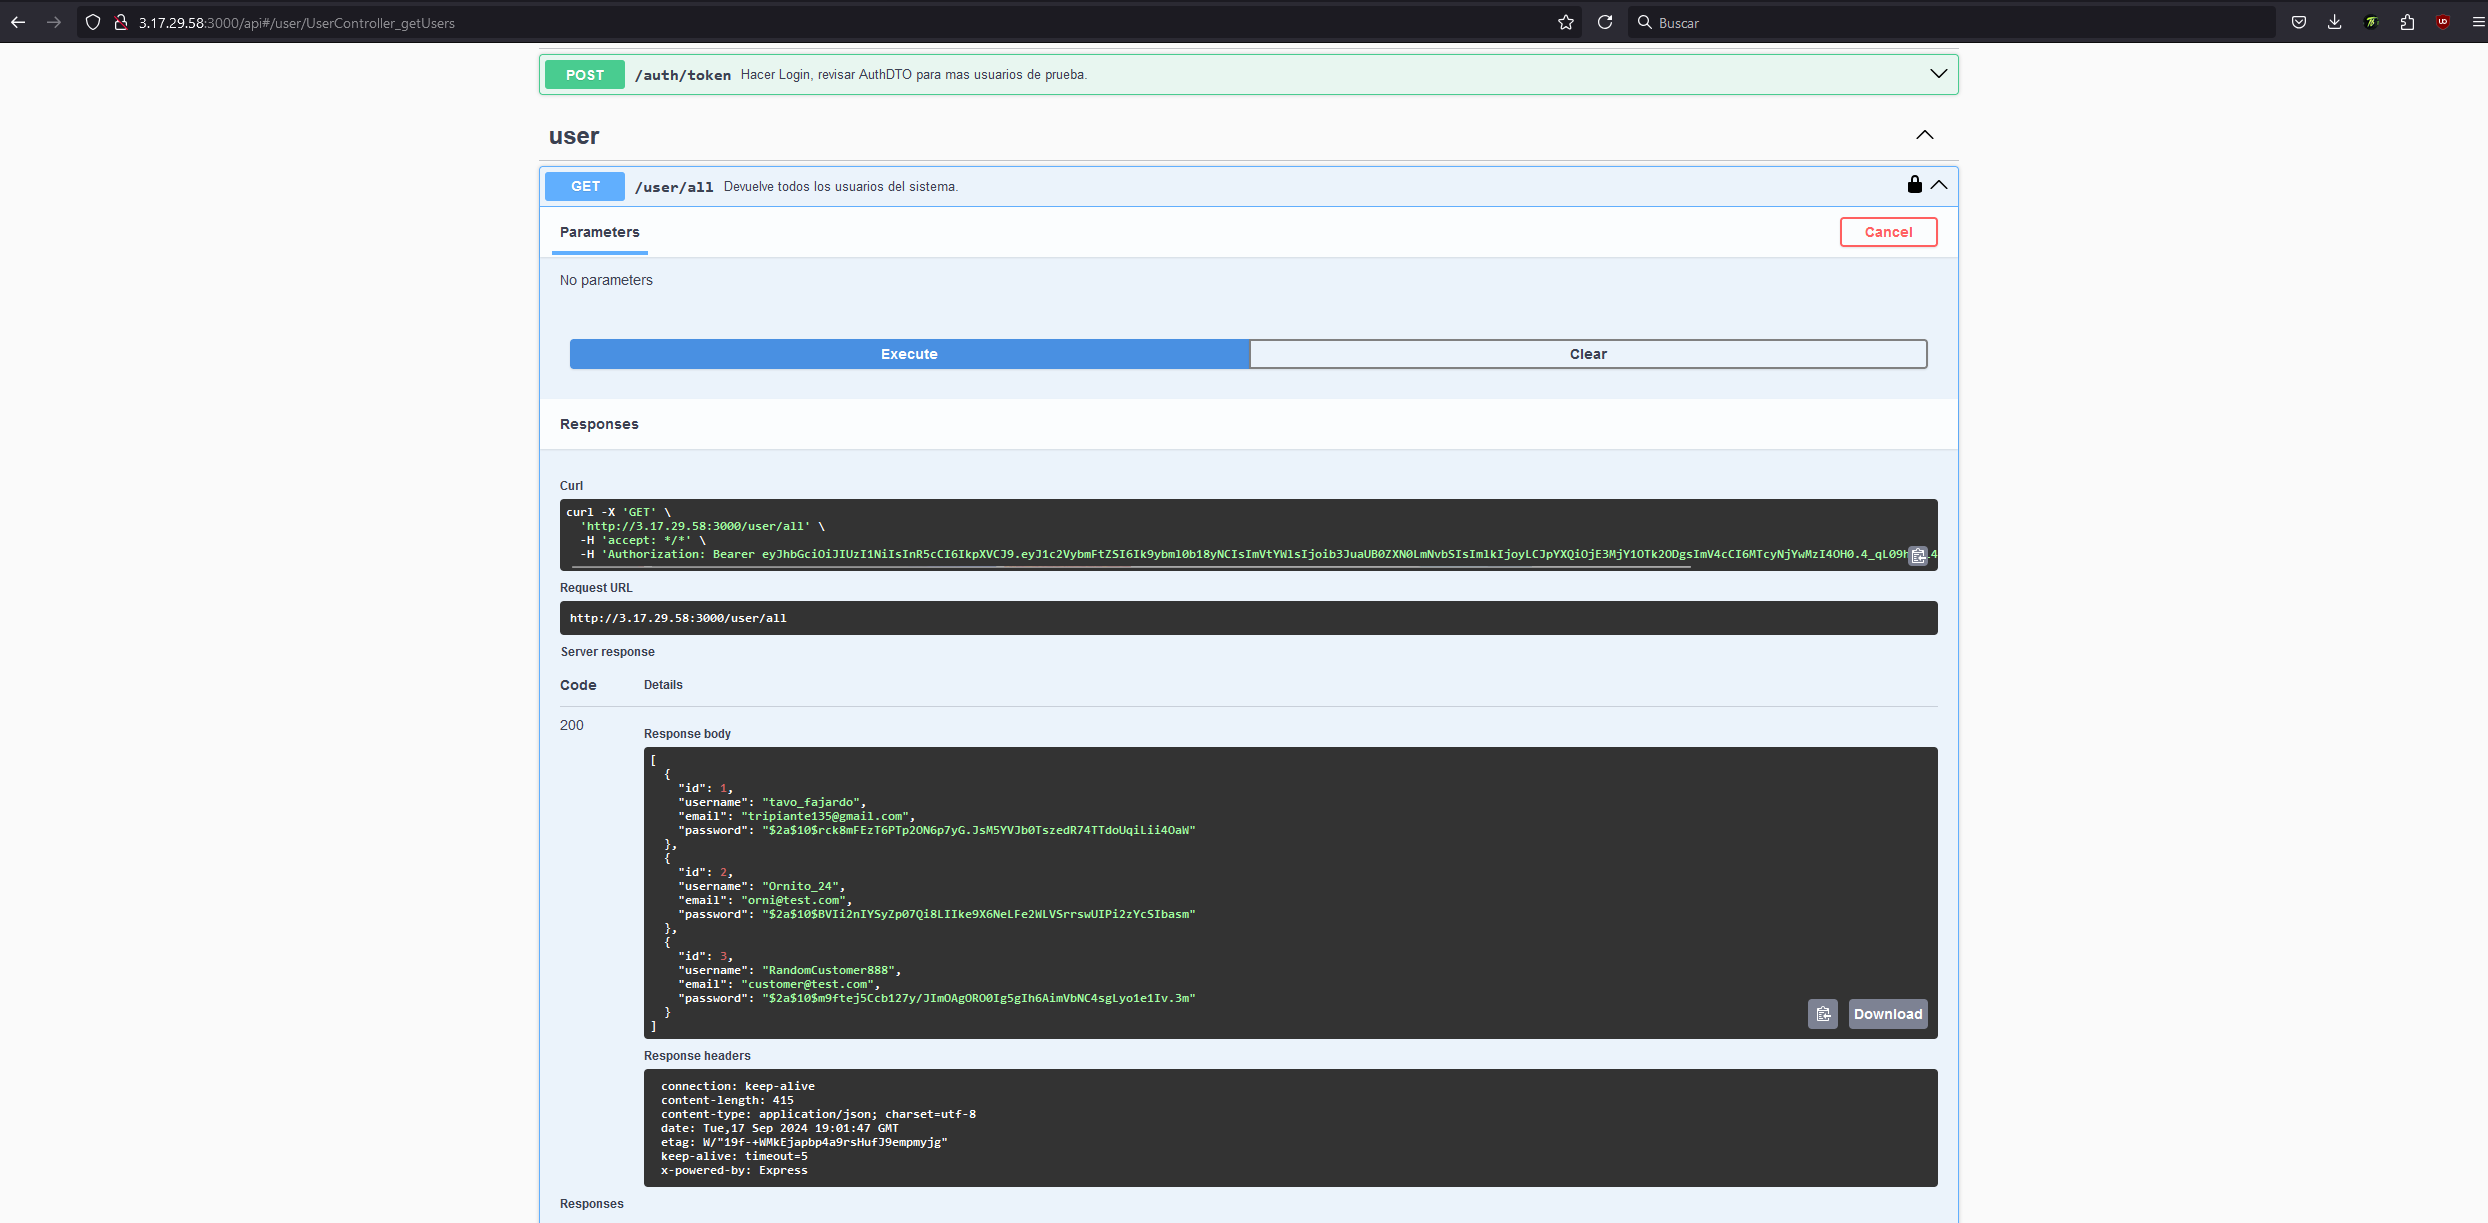 3.17.29.58:3000/api#/user/UserController_getUsers
Buscar
POST /auth/token Hacer Login, revisar AuthDTO para mas usuarios de prueba.
user
GET /user/all Devuelve todos los usuarios del sistema.
Parameters
Cancel
No parameters
Execute
Clear
Responses
Curl
curl -X 'GET' \
'http://3.17.29.58:3000/user/all' \
-H 'accept: */*' \
-H 'Authorization: Bearer
Request URL
http://3.17.29.58:3000/user/all
Server response
Code Details
200
Response body
[
{
"id": 1,
"username": "tavo_fajardo",
"email": "tripiante135@gmail.com",
"password": "$2a$10$rck8mFEzT6PTp2ON6p7yG.JsM5YVJb0TszedR74TTdoUqiLii4OaW"
},
{
"id": 2,
"username": "Ornito_24",
"email": "orni@test.com",
"password": "$2a$10$BVIi2nIYSyZp07Qi8LIIke9X6NeLFe2WLVSrrswUIPi2zYcSIbasm"
},
{
"id": 3,
"username": "RandomCustomer888",
"email": "customer@test.com",
"password": "$2a$10$m9ftej5Ccb127y/JImOAgORO0Ig5gIh6AimVbNC4sgLyo1e1Iv.3m"
}
]
Download
Response headers
connection: keep-alive
content-length: 415
content-type: application/json; charset=utf-8
date: Tue,17 Sep 2024 19:01:47 GMT
etag: W/"19f-+WMkEjapbp4a9rsHufJ9empmyjg"
keep-alive: timeout=5
x-powered-by: Express
Responses